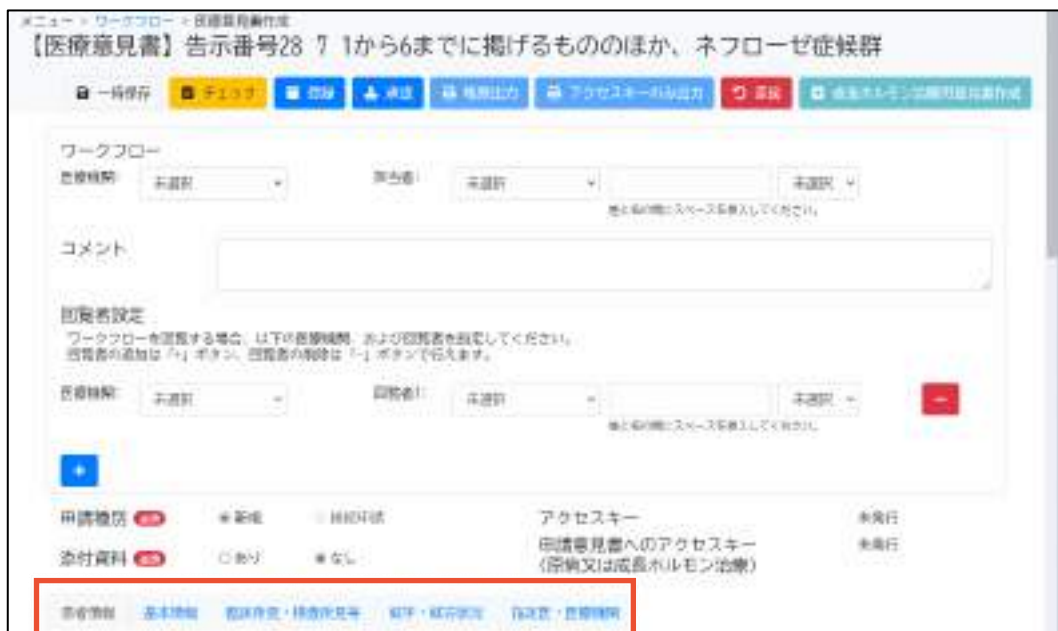 メニュー > ワークフロー > 医療意見書作成
【医療意見書】告示番号28 7 1から6までに掲げるもののほか、ネフローゼ症候群
一時保存 チェック 登録 承認 帳票出力 アクセスキーのみ出力 差戻 成長ホルモン治療用意見書作成
ワークフロー
医療機関: 未選択 担当者: 未選択 未選択
姓と名の間にスペースを挿入してください。
コメント
回覧者設定
ワークフローを回覧する場合、以下の医療機関、および回覧者を設定してください。
回覧者の追加は「+」ボタン、回覧者の削除は「-」ボタンで行えます。
医療機関: 未選択 回覧者1: 未選択 未選択 −
姓と名の間にスペースを挿入してください。
+
申請種別 必須 新規 継続申請 アクセスキー 未発行
添付資料 必須 あり なし 申請意見書へのアクセスキー 未発行
(原病又は成長ホルモン治療)
患者情報 基本情報 臨床所見・検査所見等 経過・治療状況 指定医・医療機関